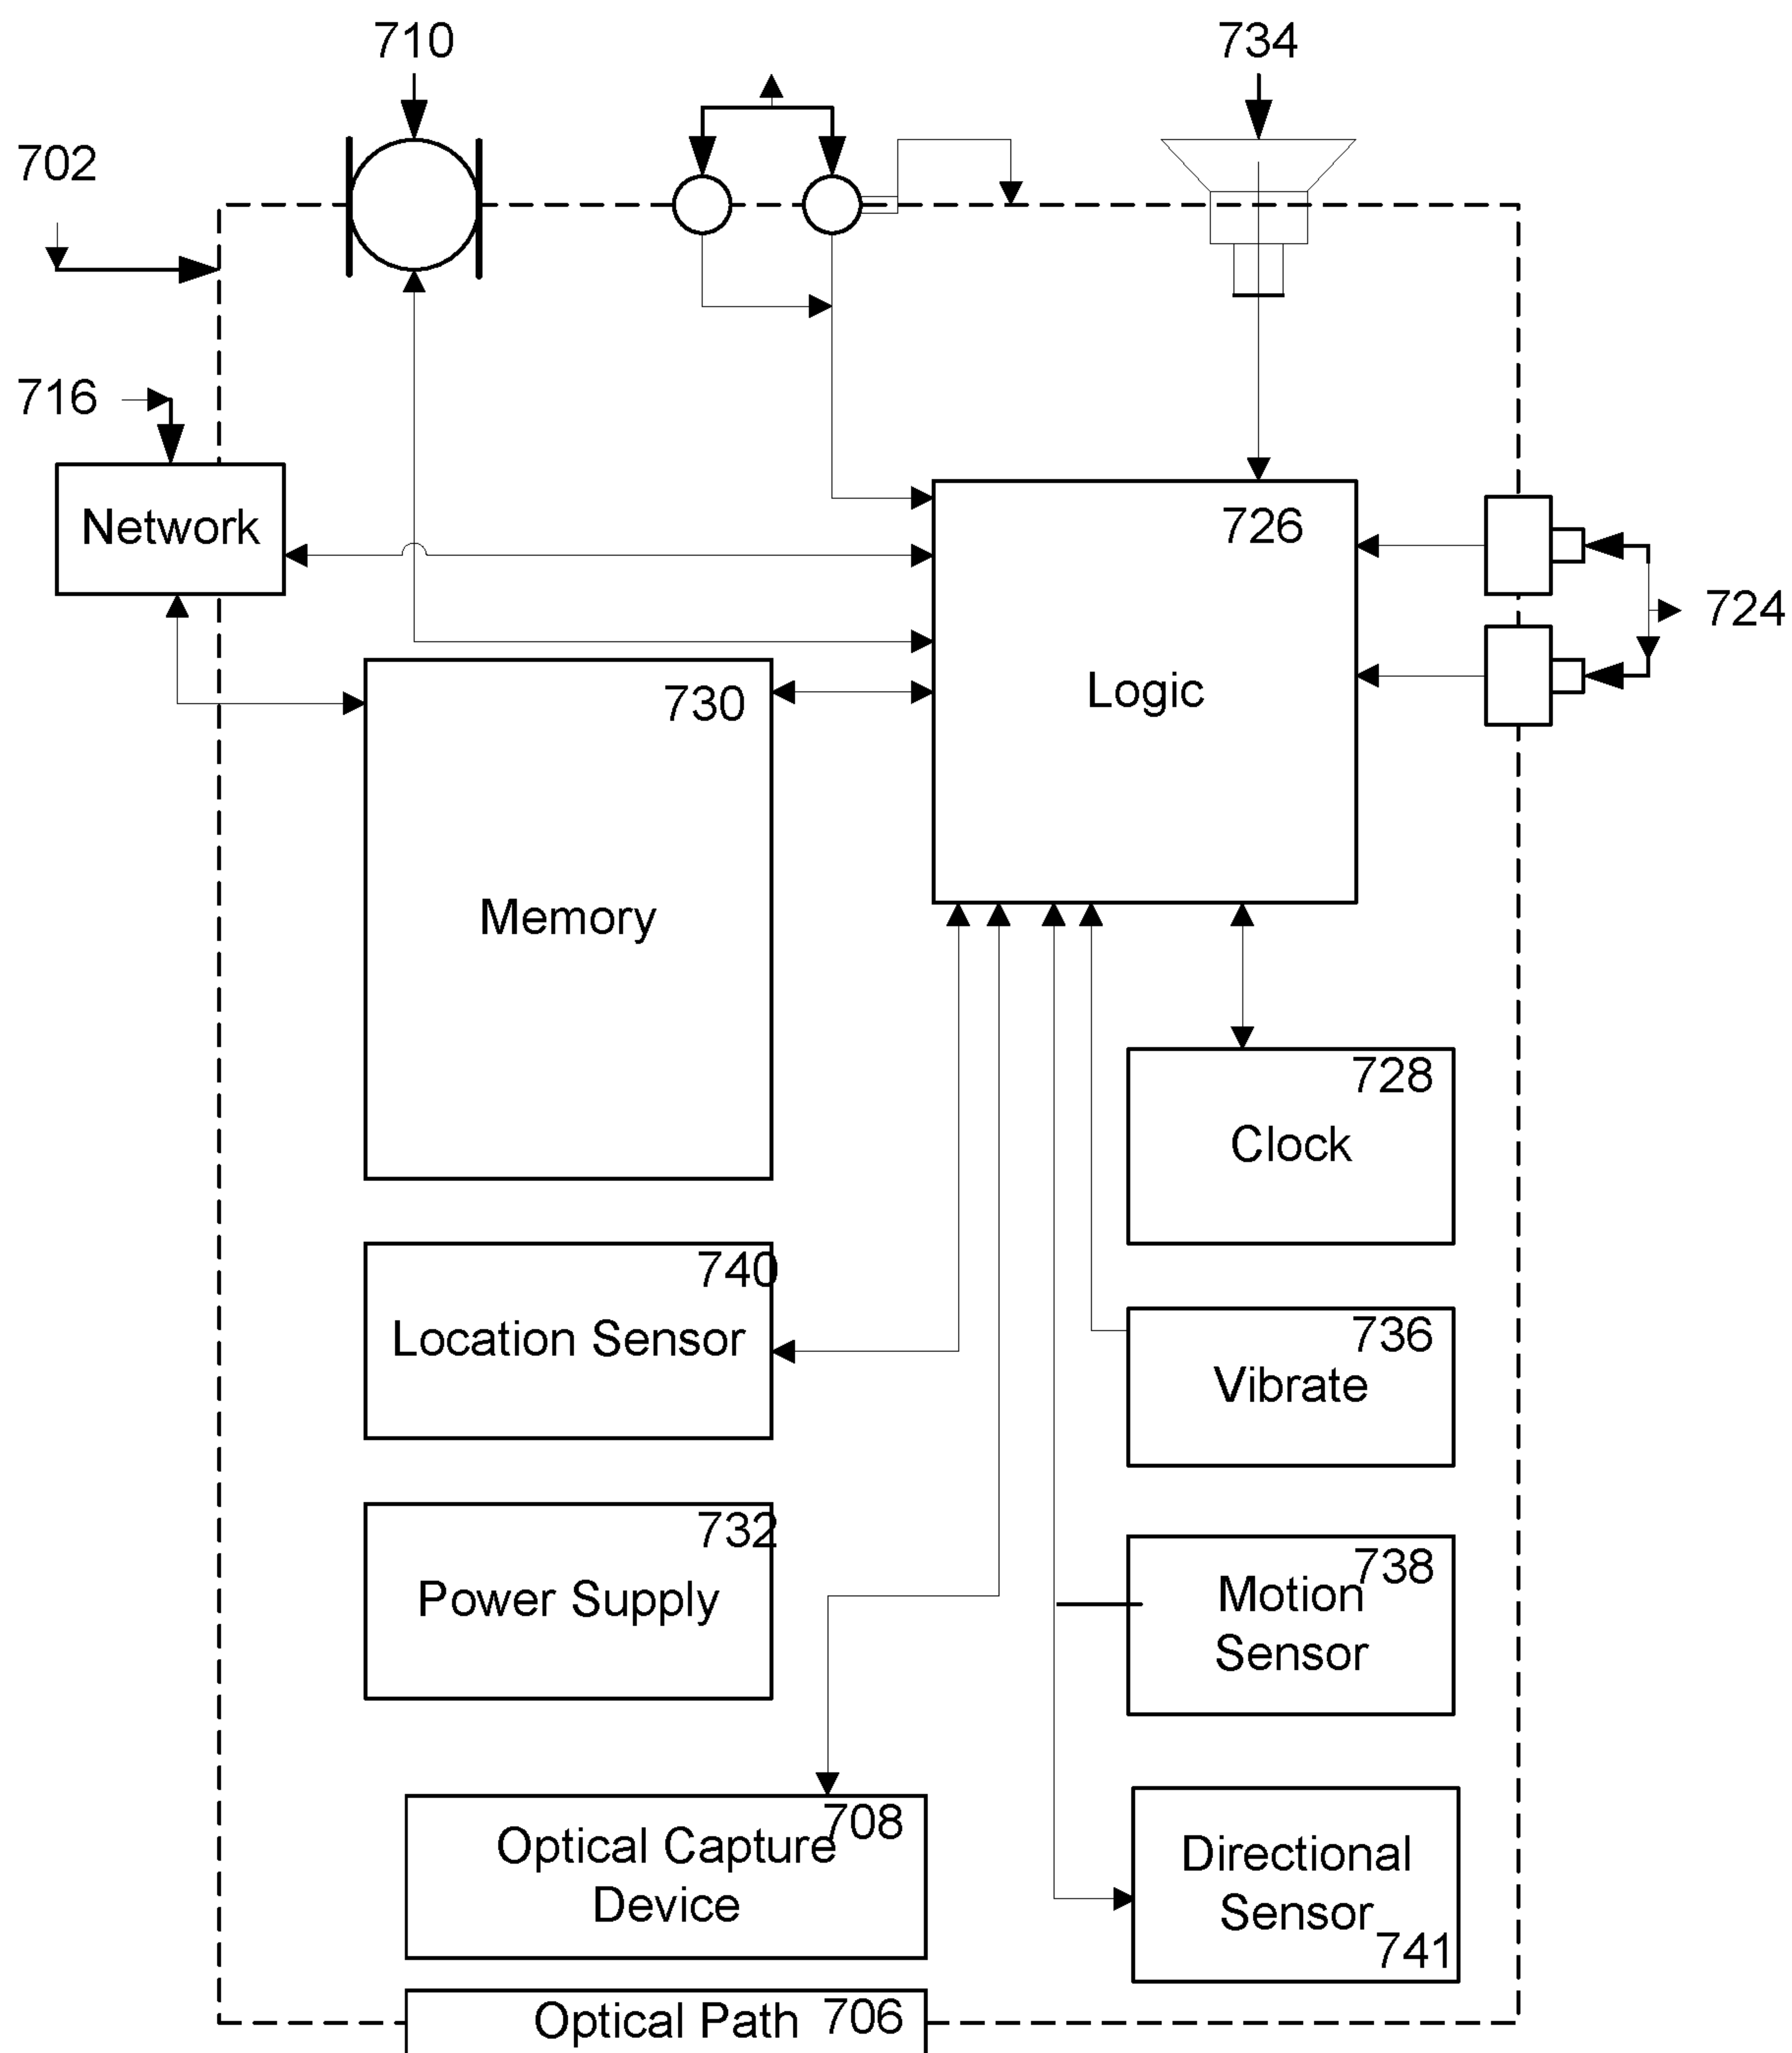 710
734
702
716
Network
726
724
Logic
730
Memory
728
Clock
740
Location Sensor
736
Vibrate
732
Power Supply
738
Motion
Sensor
708
Optical Capture
Device
Directional
Sensor
741
Optical Path 706